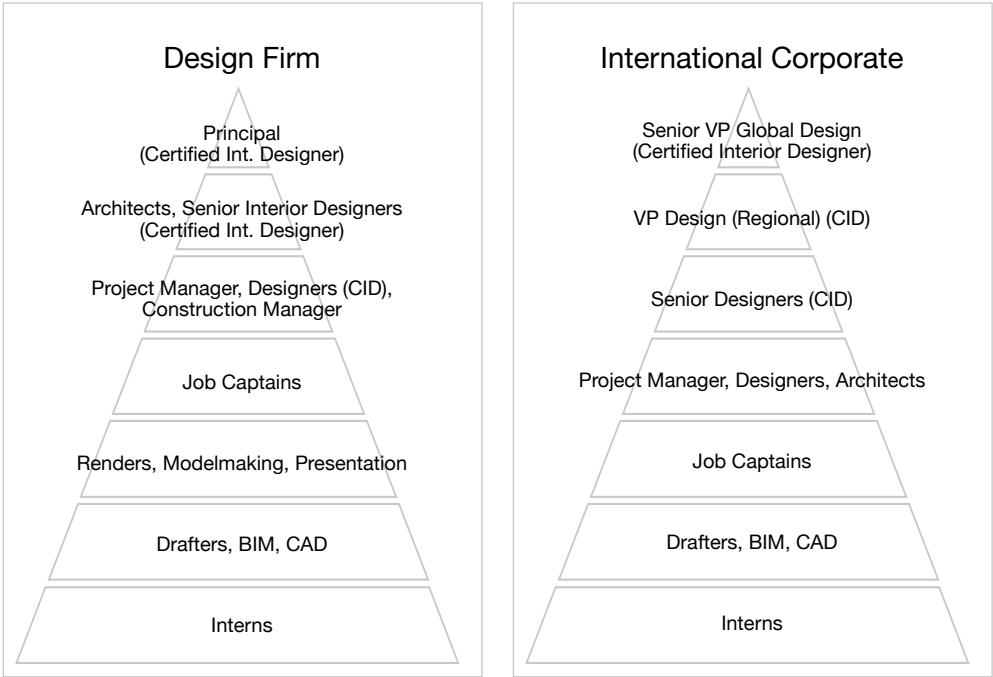 Design Firm
Principal
(Certified Int. Designer)
Architects, Senior Interior Designers
(Certified Int. Designer)
Project Manager, Designers (CID),
Construction Manager
Job Captains
Renders, Modelmaking, Presentation
Drafters, BIM, CAD
Interns
International Corporate
Senior VP Global Design
(Certified Interior Designer)
VP Design (Regional) (CID)
Senior Designers (CID)
Project Manager, Designers, Architects
Job Captains
Drafters, BIM, CAD
Interns